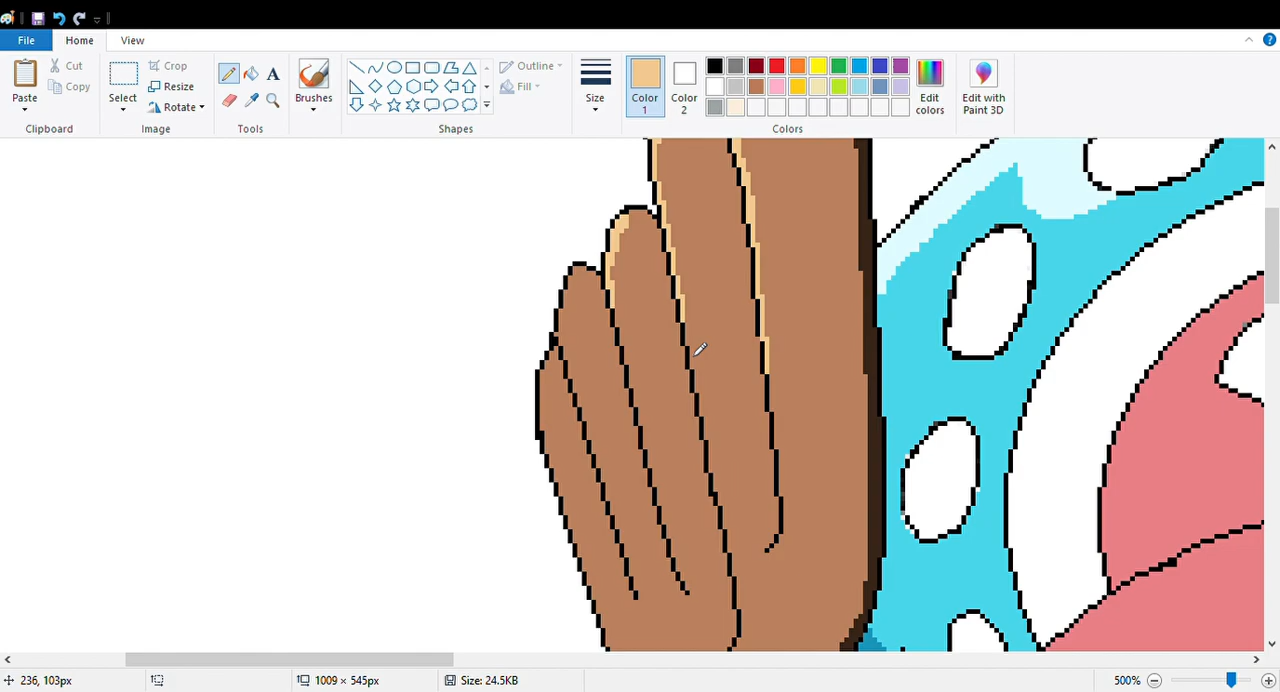 File Home View
Paste Cut Copy Clipboard
Select Crop Resize Rotate Image
A Tools
Brushes
Outline Fill Shapes
Size
Color 1 Color 2 Edit colors Colors
Edit with Paint 3D
236, 103px 1009 × 545px Size: 24.5KB 500%